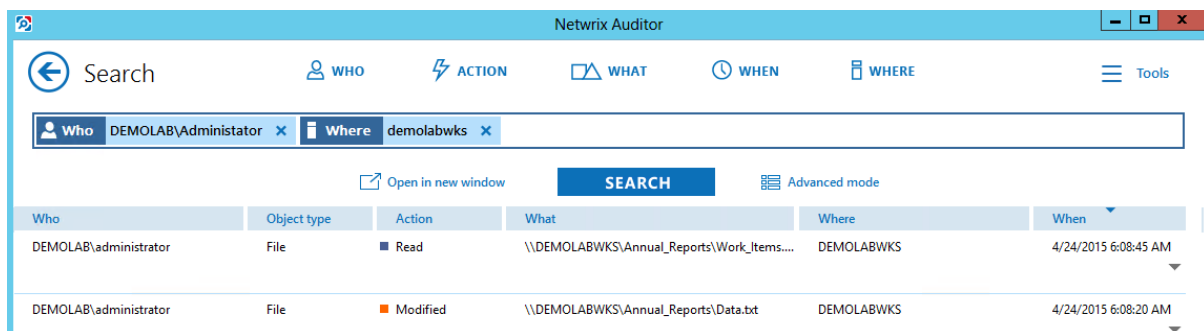 Netwrix Auditor
Search WHO ACTION WHAT WHEN WHERE Tools
Who DEMOLAB\Administator × Where demolabwks ×
Open in new window SEARCH Advanced mode
Who Object type Action What Where When
DEMOLAB\administrator File Read \\DEMOLABWKS\Annual_Reports\Work_Items.... DEMOLABWKS 4/24/2015 6:08:45 AM
DEMOLAB\administrator File Modified \\DEMOLABWKS\Annual_Reports\Data.txt DEMOLABWKS 4/24/2015 6:08:20 AM